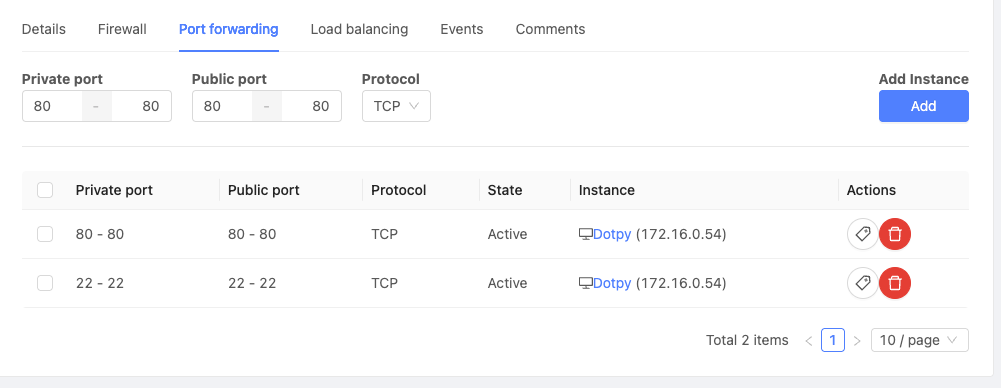 Details Firewall Port forwarding Load balancing Events Comments
Private port Public port Protocol Add Instance
80 - 80 80 - 80 TCP Add
Private port Public port Protocol State Instance Actions
80 - 80 80 - 80 TCP Active Dotpy (172.16.0.54)
22 - 22 22 - 22 TCP Active Dotpy (172.16.0.54)
Total 2 items < 1 > 10 / page